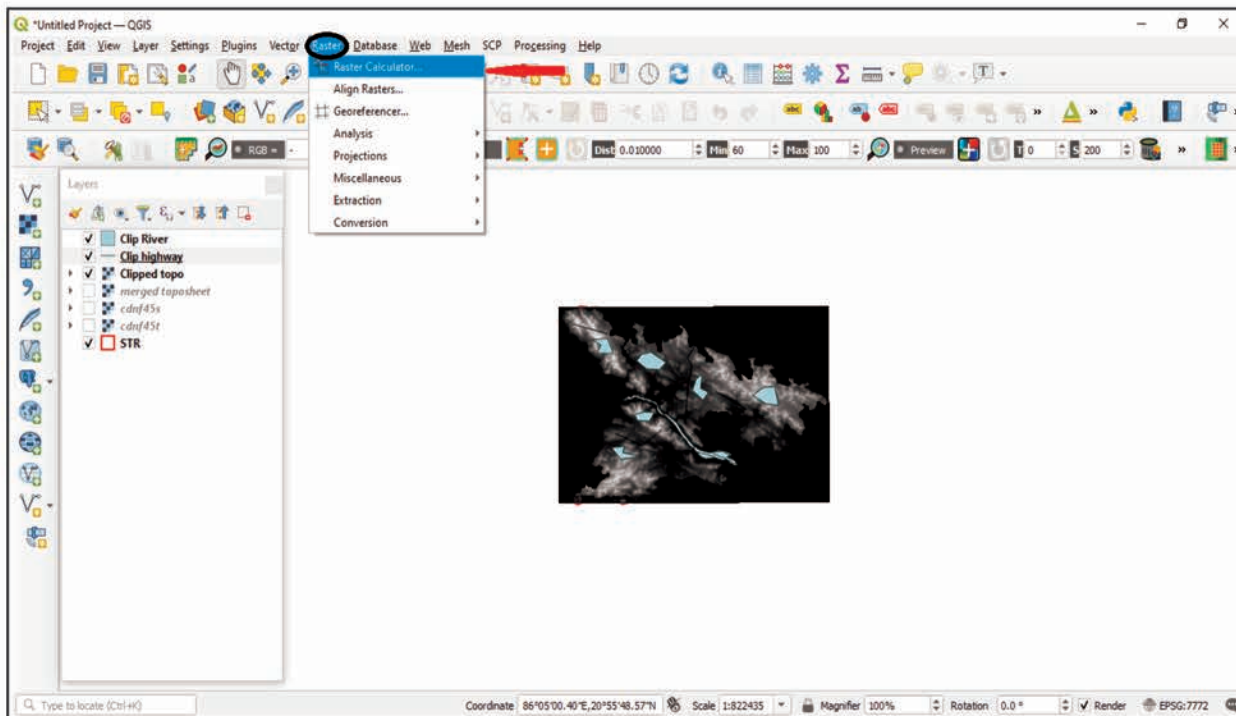 *Untitled Project — QGIS
Project Edit View Layer Settings Plugins Vector Raster Database Web Mesh SCP Processing Help
Raster Calculator...
Align Rasters...
Georeferencer...
Analysis
Projections
Miscellaneous
Extraction
Conversion
RGB = -
Dist 0.010000 Min 60 Max 100 Preview T 0 S 200
Layers
Clip River
Clip highway
Clipped topo
merged toposheet
cdnf45s
cdnf45t
STR
Type to locate (Ctrl+K) Coordinate 86°05'00.40"E,20°55'48.57"N Scale 1:822435 Magnifier 100% Rotation 0.0 ° Render EPSG:7772